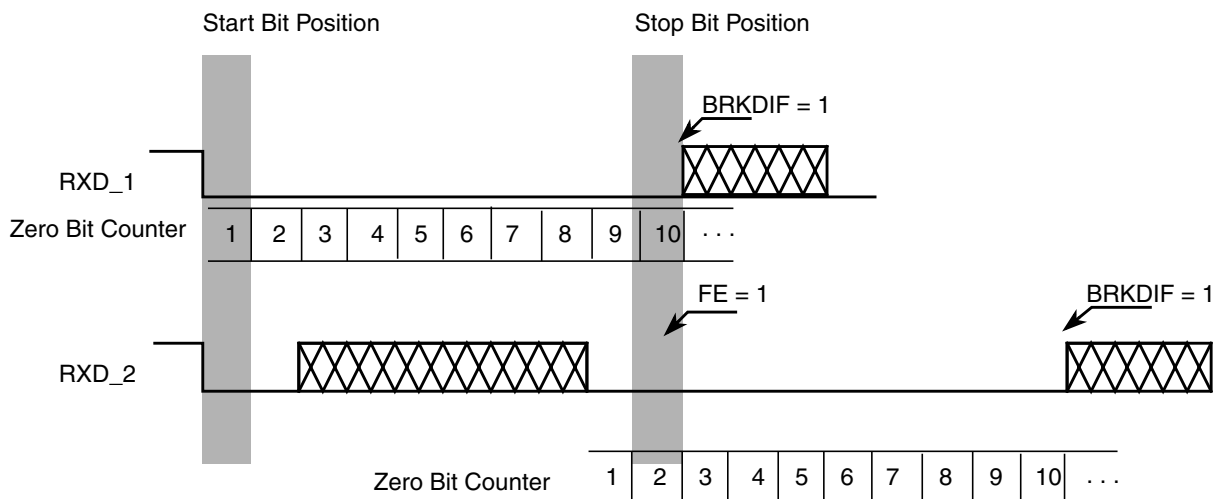 Start Bit Position
Stop Bit Position
BRKDIF = 1
RXD_1
Zero Bit Counter 1 2 3 4 5 6 7 8 9 10 . . .
FE = 1
BRKDIF = 1
RXD_2
Zero Bit Counter 1 2 3 4 5 6 7 8 9 10 . . .